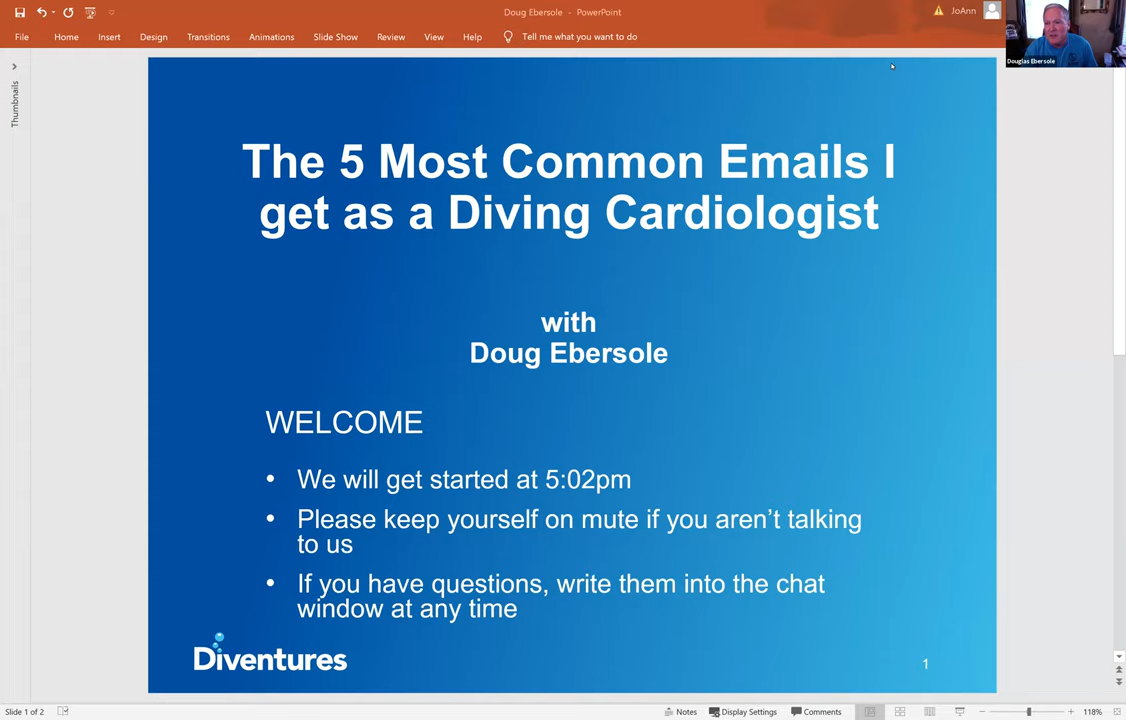 Doug Ebersole - PowerPoint
JoAnn
File Home Insert Design Transitions Animations Slide Show Review View Help Tell me what you want to do
Douglas Ebersole
Thumbnails
The 5 Most Common Emails I
get as a Diving Cardiologist
with
Doug Ebersole
WELCOME
• We will get started at 5:02pm
• Please keep yourself on mute if you aren't talking
to us
• If you have questions, write them into the chat
window at any time
Diventures
1
Slide 1 of 2 Notes Display Settings Comments 118%